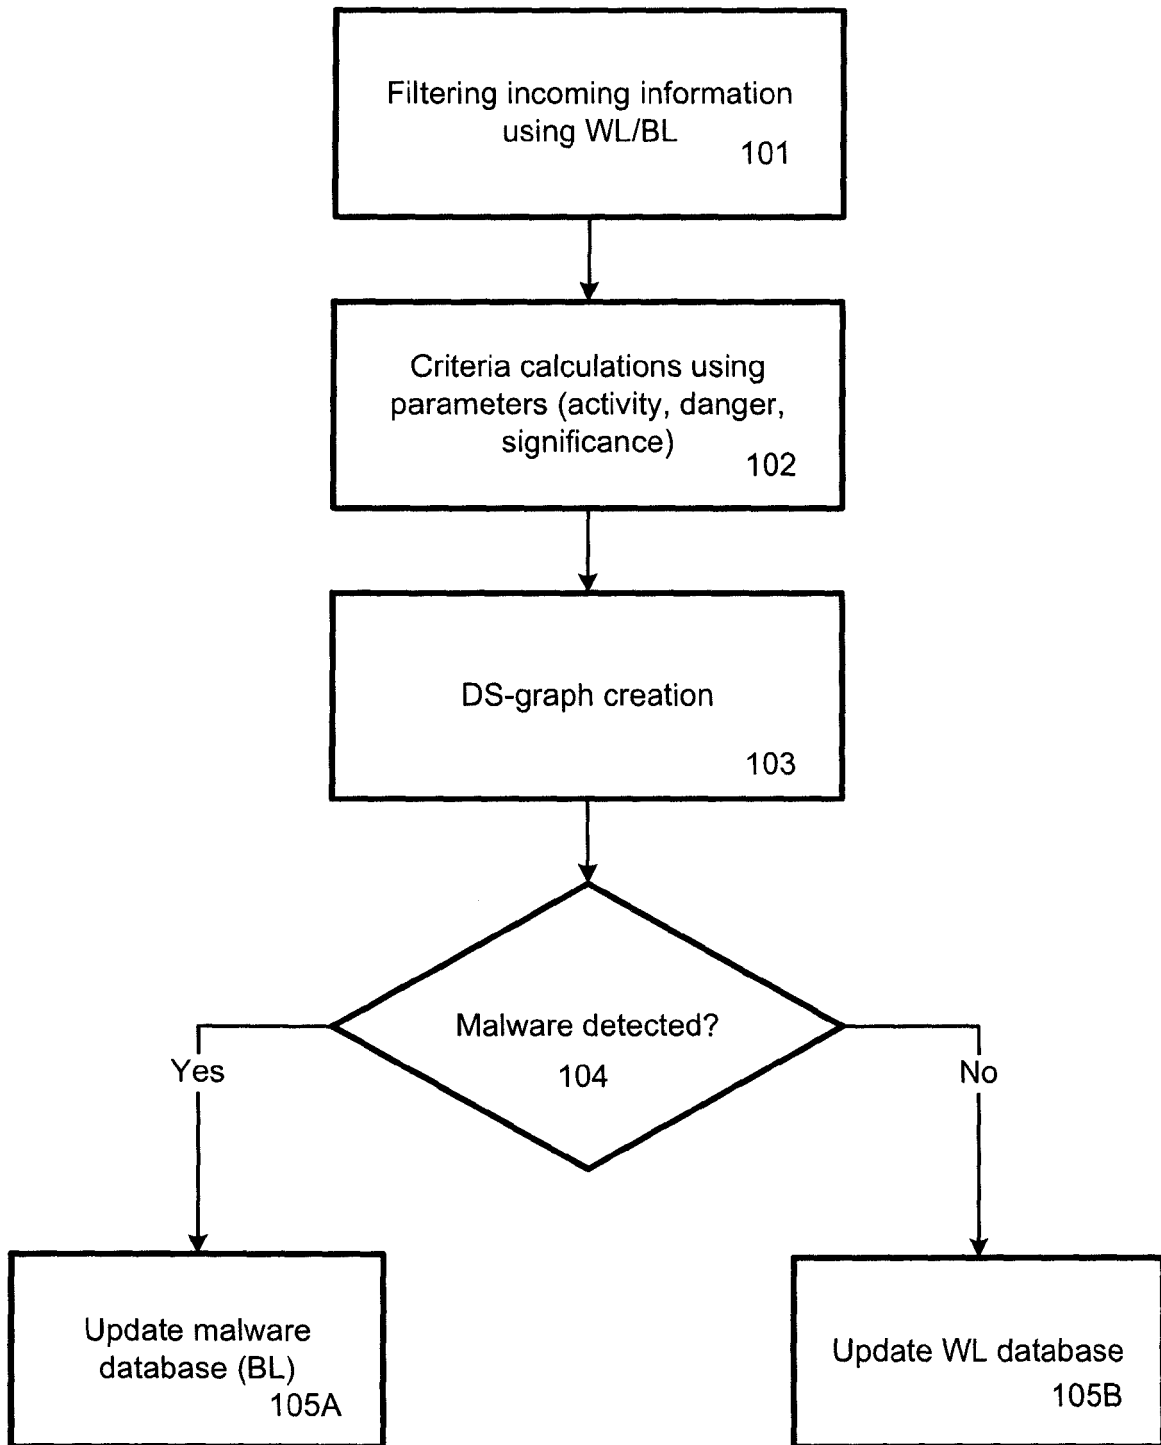 Filtering incoming information
using WL/BL
101
Criteria calculations using
parameters (activity, danger,
significance)
102
DS-graph creation
103
Malware detected?
104
Yes
No
Update malware
database (BL)
105A
Update WL database
105B